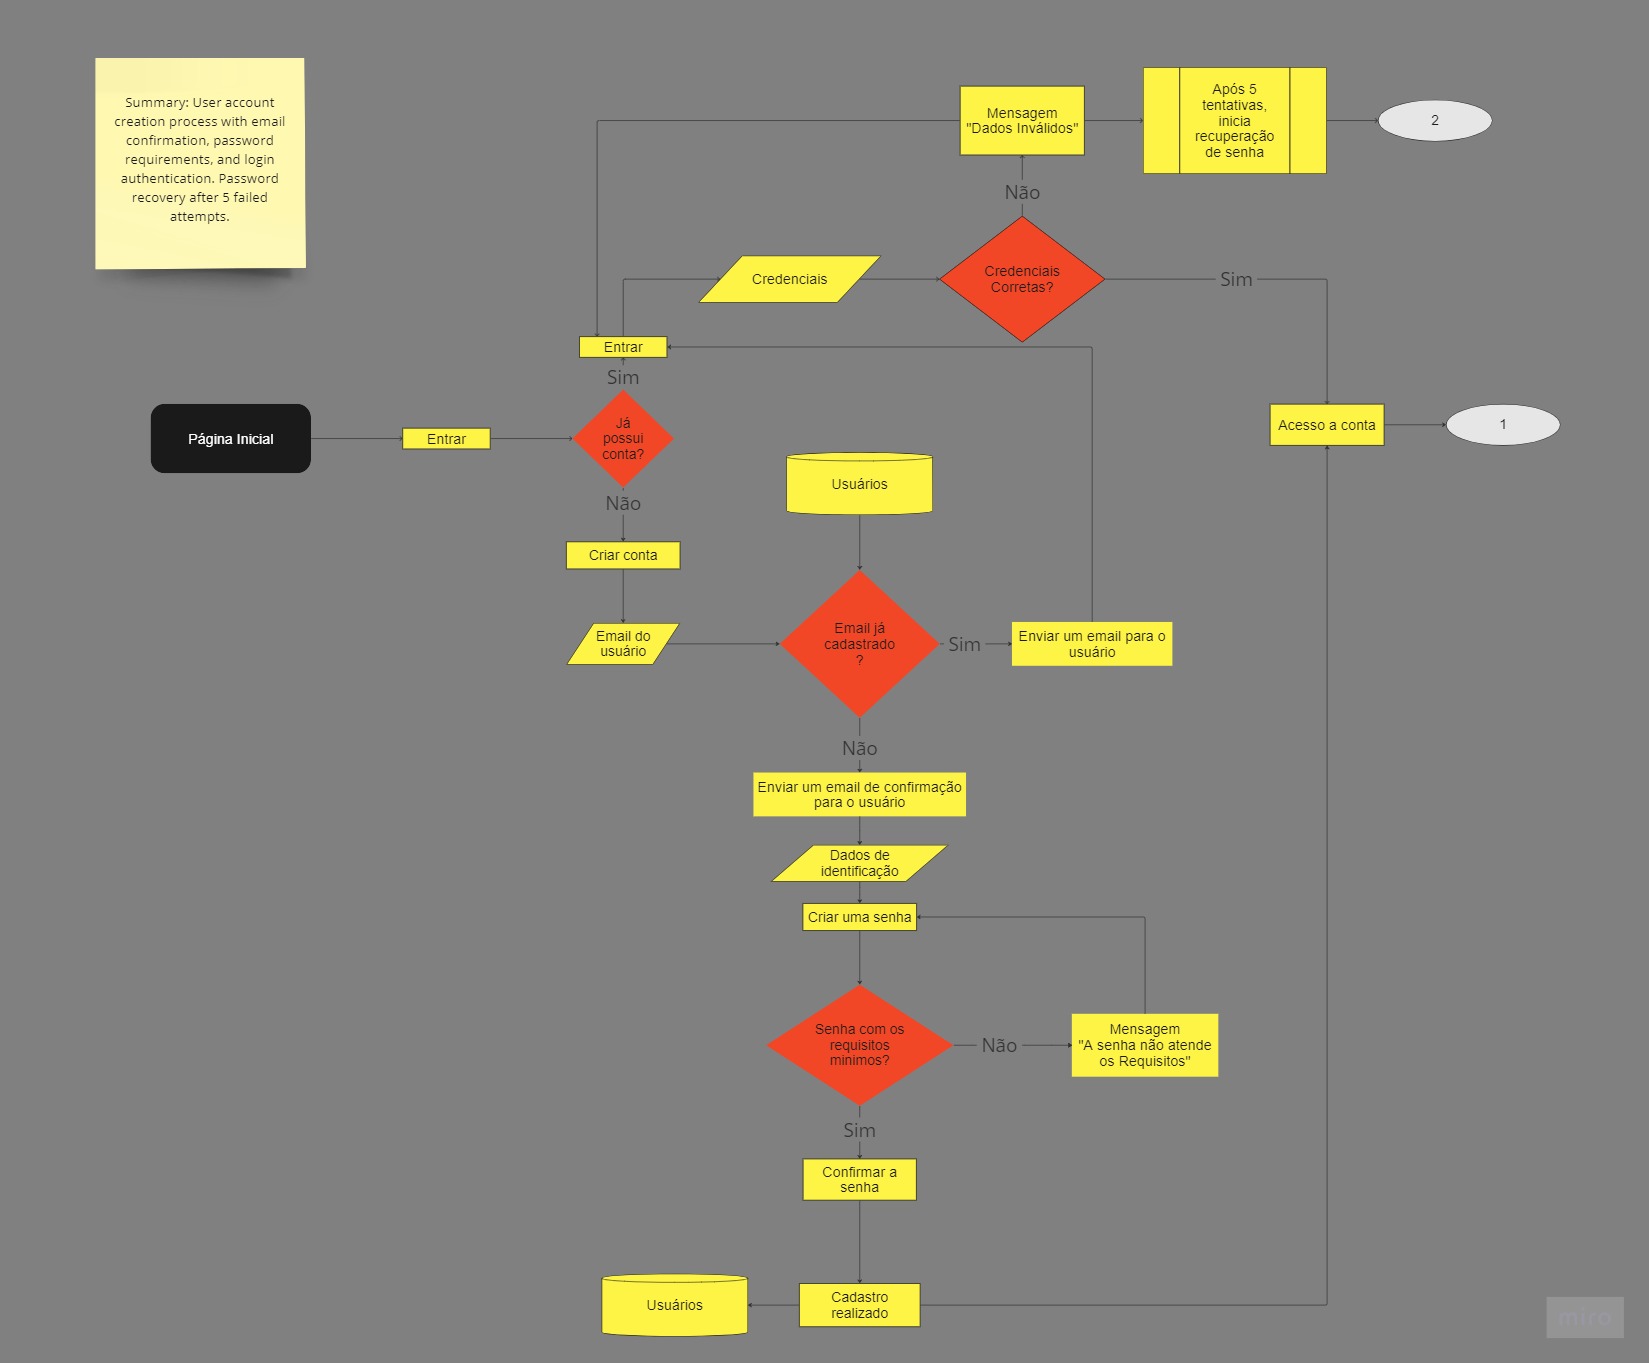 Summary: User account
creation process with email
confirmation, password
requirements, and login
authentication. Password
recovery after 5 failed
attempts.
Mensagem
"Dados Inválidos"
Após 5
tentativas,
inicia
recuperação
de senha
2
Não
Credenciais
Credenciais
Corretas?
Sim
Entrar
Sim
Página Inicial
Entrar
Já
possui
conta?
Acesso a conta
1
Não
Usuários
Criar conta
Email do
usuário
Email já
cadastrado
?
Sim
Enviar um email para o
usuário
Não
Enviar um email de confirmação
para o usuário
Dados de
identificação
Criar uma senha
Senha com os
requisitos
minimos?
Não
Mensagem
"A senha não atende
os Requisitos"
Sim
Confirmar a
senha
Usuários
Cadastro
realizado
miro